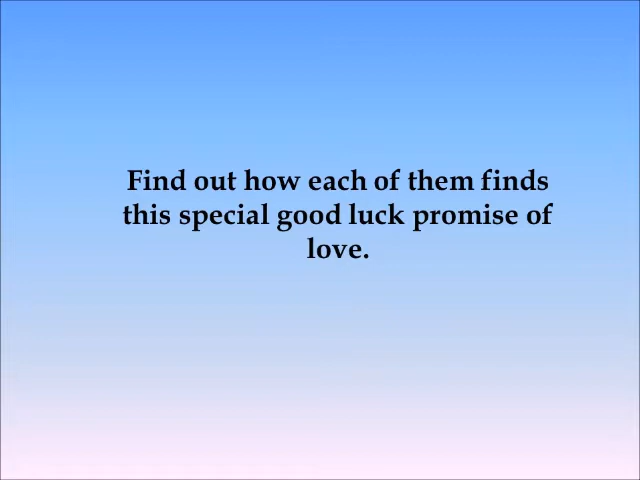 Find out how each of them finds
this special good luck promise of
love.